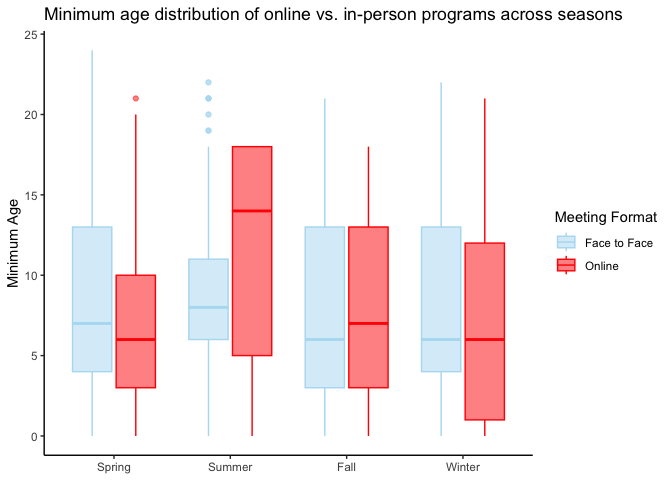 Minimum age distribution of online vs. in-person programs across seasons
25
20
15
10
5
0
Minimum Age
Spring
Summer
Fall
Winter
Meeting Format
Face to Face
Online